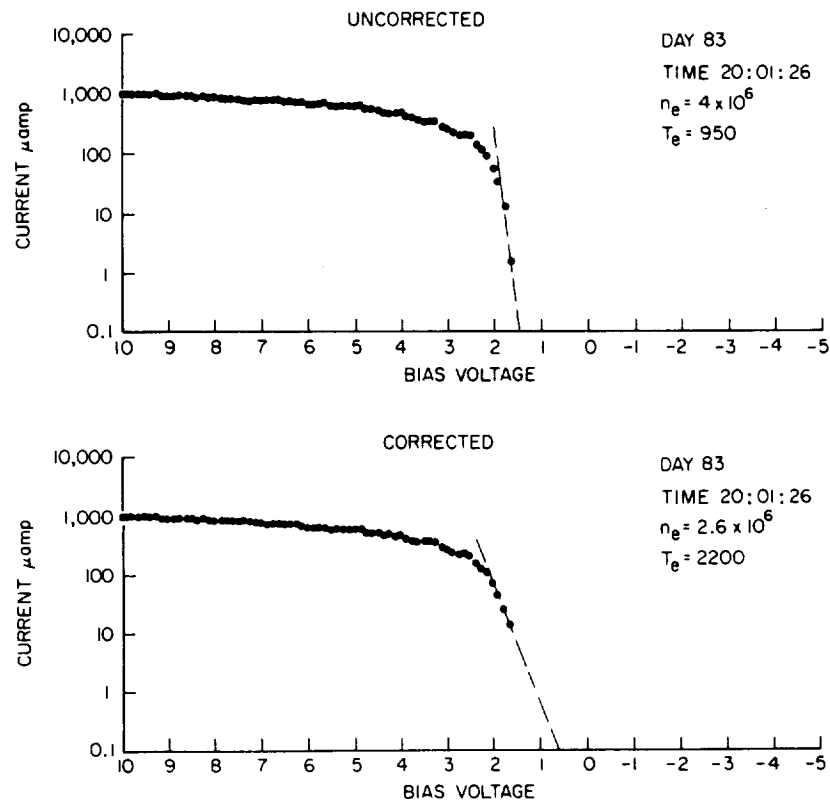 UNCORRECTED
DAY 83
TIME 20:01:26
nₑ = 4 x 10⁶
Tₑ = 950
10,000
1,000
100
10
1
0.1
CURRENT μamp
10 9 8 7 6 5 4 3 2 1 0 -1 -2 -3 -4 -5
BIAS VOLTAGE
CORRECTED
DAY 83
TIME 20:01:26
nₑ = 2.6 x 10⁶
Tₑ = 2200
10,000
1,000
100
10
1
0.1
CURRENT μamp
10 9 8 7 6 5 4 3 2 1 0 -1 -2 -3 -4 -5
BIAS VOLTAGE